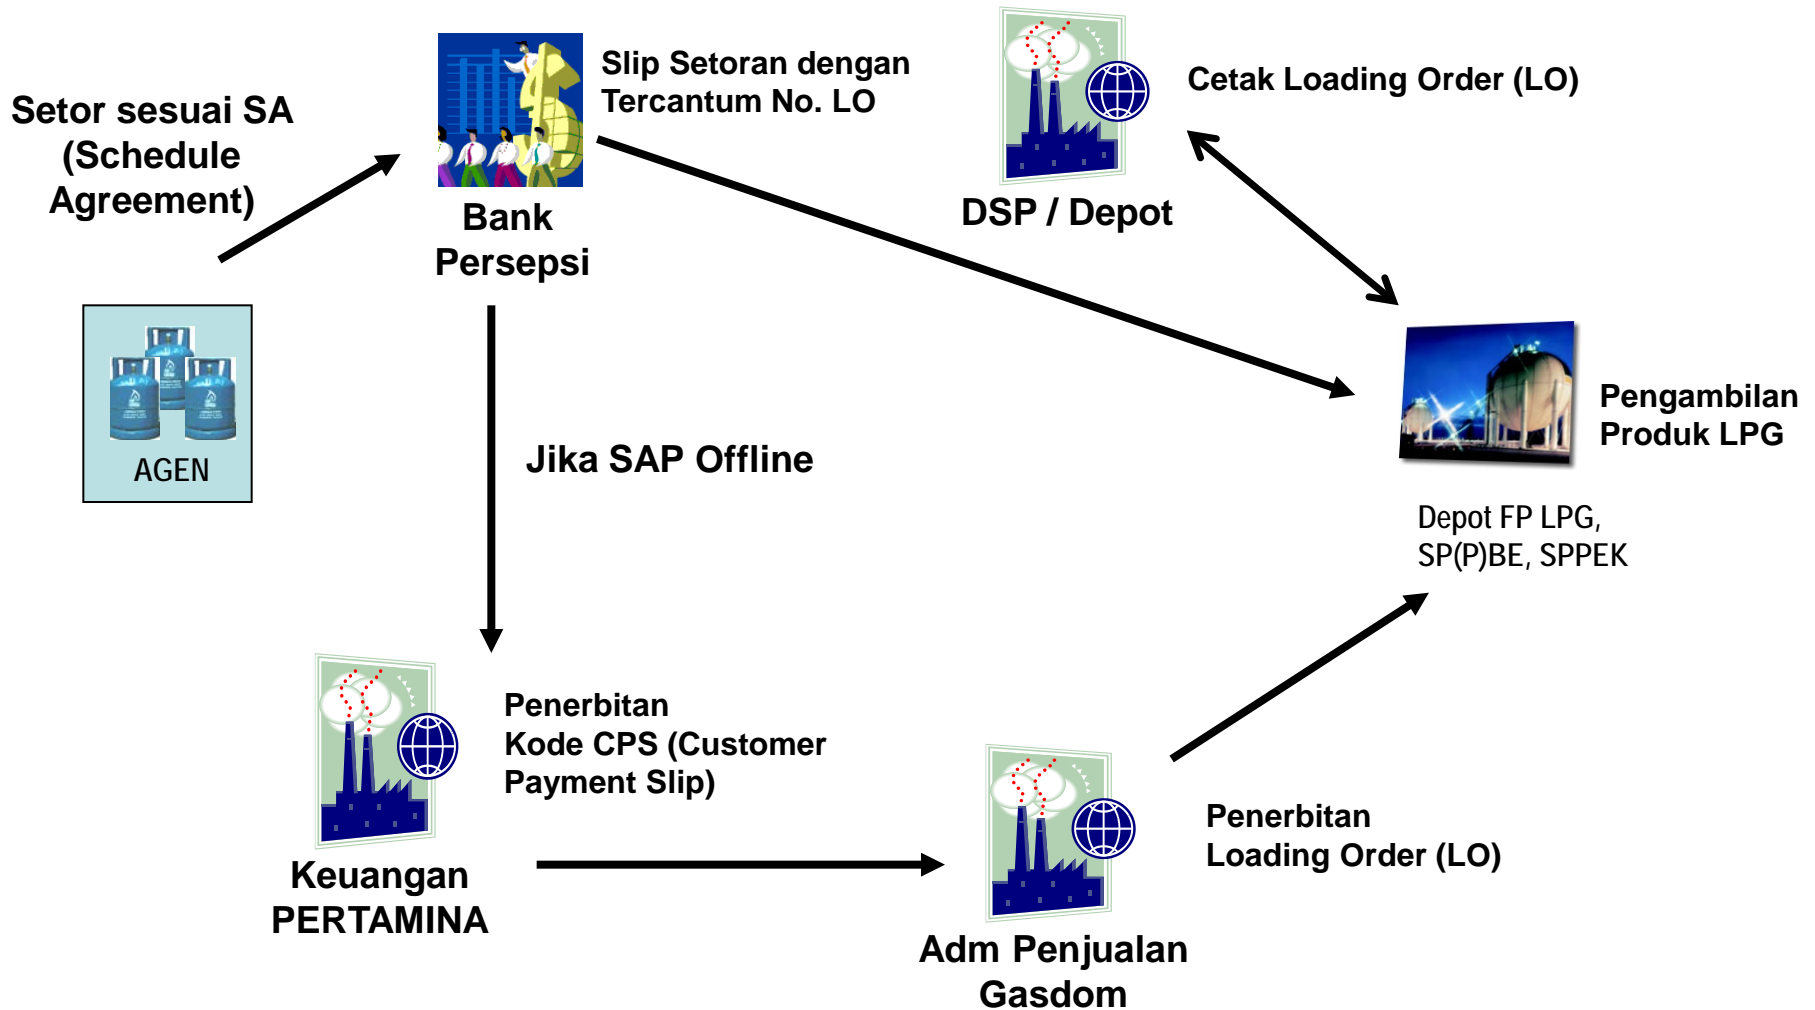 Setor sesuai SA
(Schedule
Agreement)
AGEN
Bank
Persepsi
Slip Setoran dengan
Tercantum No. LO
DSP / Depot
Cetak Loading Order (LO)
Pengambilan
Produk LPG
Depot FP LPG,
SP(P)BE, SPPEK
Jika SAP Offline
Keuangan
PERTAMINA
Penerbitan
Kode CPS (Customer
Payment Slip)
Adm Penjualan
Gasdom
Penerbitan
Loading Order (LO)